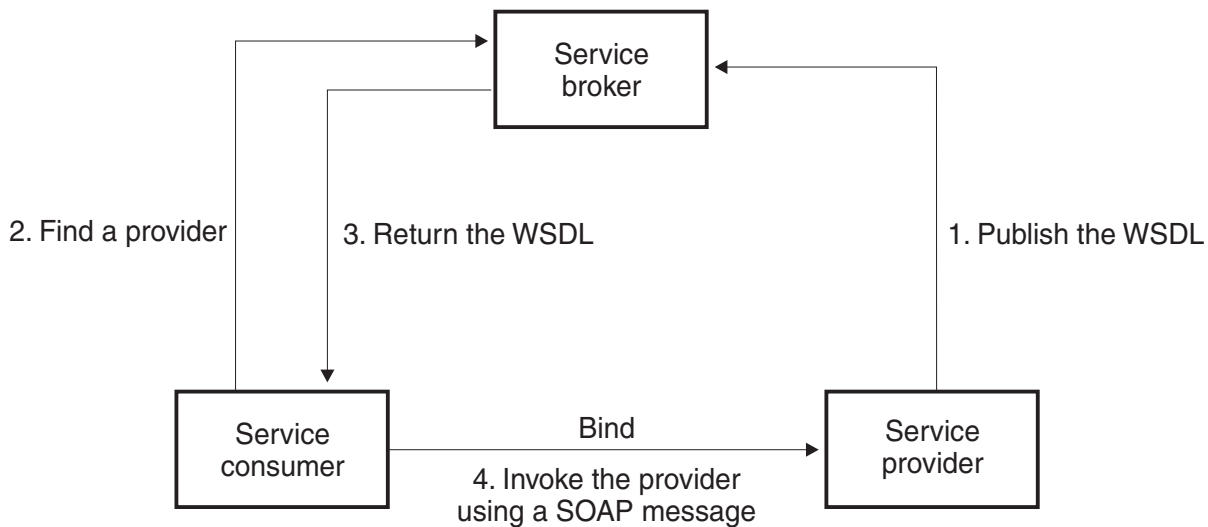 Service
broker
2. Find a provider
3. Return the WSDL
1. Publish the WSDL
Service
consumer
Bind
4. Invoke the provider
using a SOAP message
Service
provider